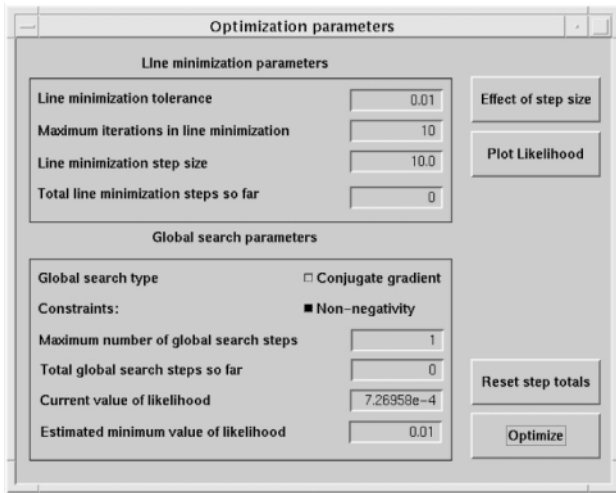 Optimization parameters
Line minimization parameters
Line minimization tolerance 0.01
Effect of step size
Maximum iterations in line minimization 10
Plot Likelihood
Line minimization step size 10.0
Total line minimization steps so far 0
Global search parameters
Global search type Conjugate gradient
Constraints: Non-negativity
Maximum number of global search steps 1
Total global search steps so far 0
Reset step totals
Current value of likelihood 7.26958e-4
Estimated minimum value of likelihood 0.01
Optimize